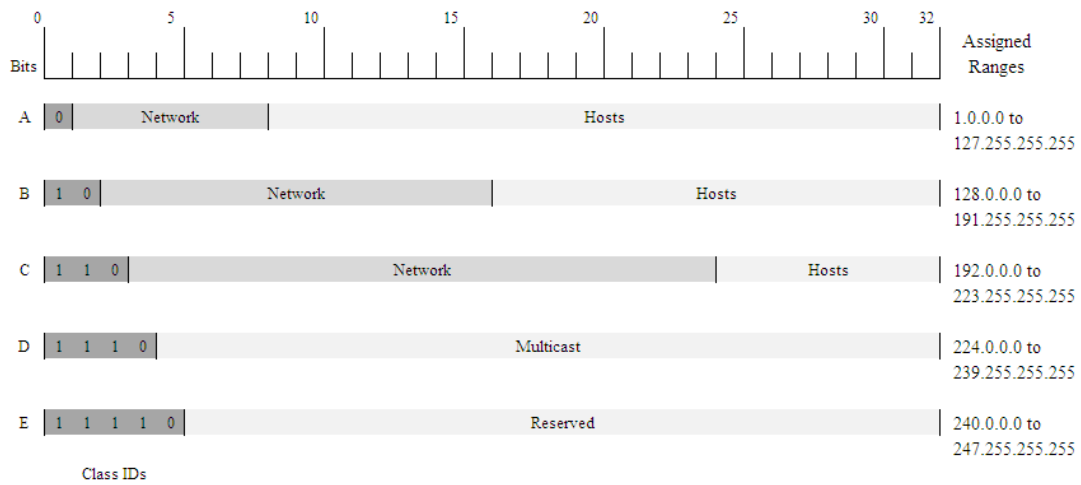 0 5 10 15 20 25 30 32
Assigned
Ranges
Bits
A 0 Network Hosts 1.0.0.0 to
127.255.255.255
B 1 0 Network Hosts 128.0.0.0 to
191.255.255.255
C 1 1 0 Network Hosts 192.0.0.0 to
223.255.255.255
D 1 1 1 0 Multicast 224.0.0.0 to
239.255.255.255
E 1 1 1 1 0 Reserved 240.0.0.0 to
247.255.255.255
Class IDs